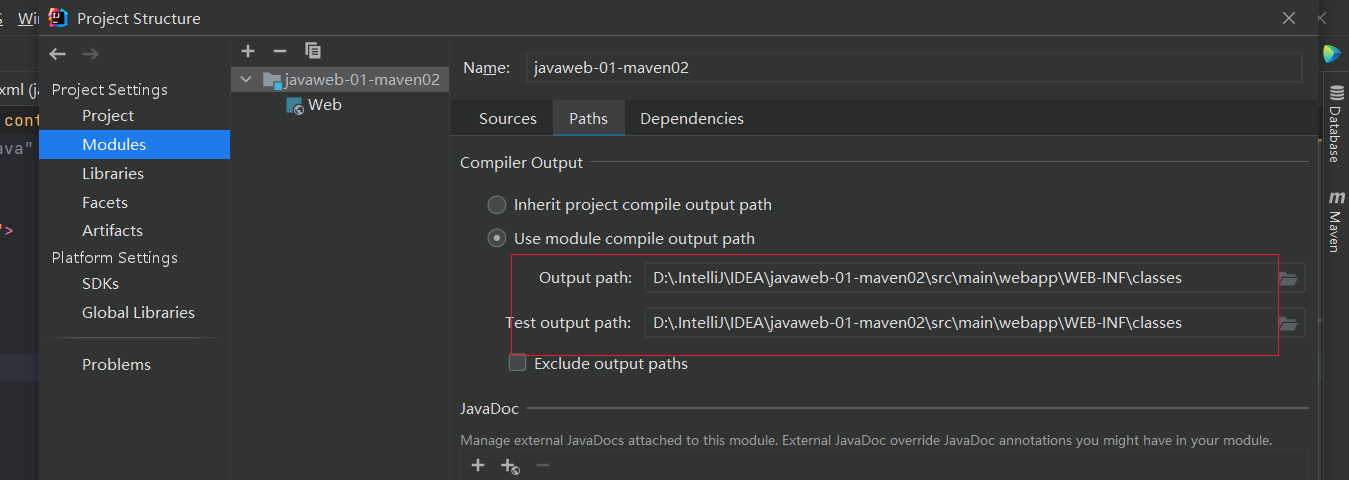 S Win
Project Structure
xml (ja
cont
ava"
">
Project Settings
Project
Modules
Libraries
Facets
Artifacts
Platform Settings
SDKs
Global Libraries
Problems
javaweb-01-maven02
Web
Name: javaweb-01-maven02
Sources Paths Dependencies
Compiler Output
Inherit project compile output path
Use module compile output path
Output path: D:\.IntelliJ\IDEA\javaweb-01-maven02\src\main\webapp\WEB-INF\classes
Test output path: D:\.IntelliJ\IDEA\javaweb-01-maven02\src\main\webapp\WEB-INF\classes
Exclude output paths
JavaDoc
Manage external JavaDocs attached to this module. External JavaDoc override JavaDoc annotations you might have in your module.
Database
m
Maven